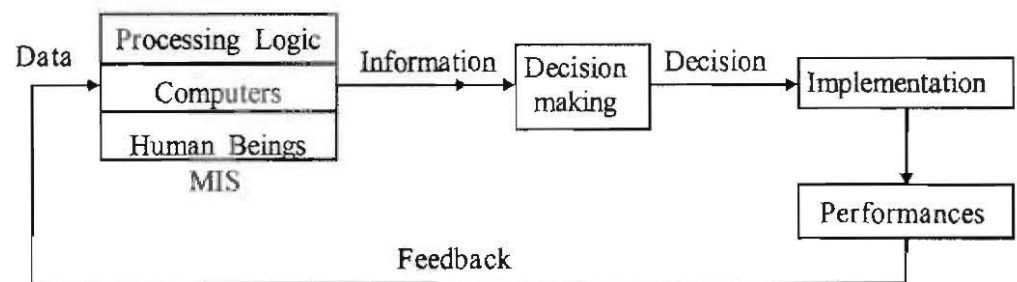 Data
Processing Logic
Computers
Human Beings
MIS
Information
Decision
making
Decision
Implementation
Performances
Feedback